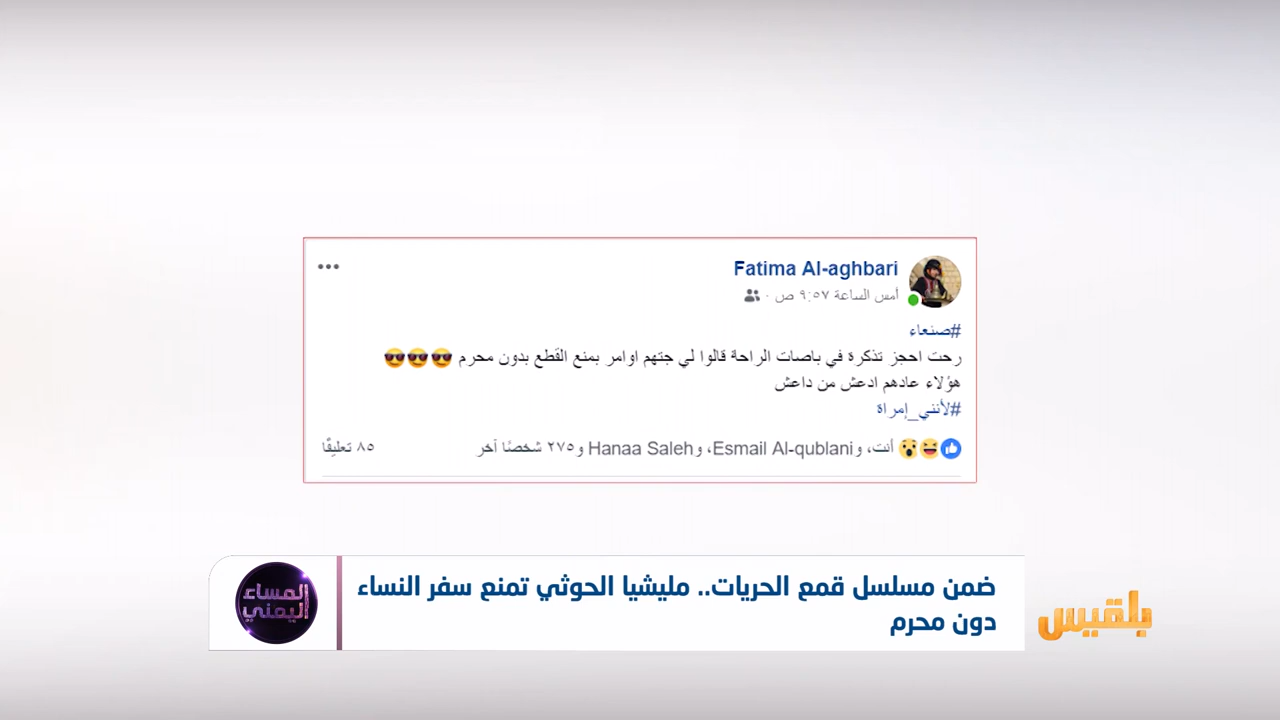 Fatima Al-aghbari
أمس الساعة ٩:٥٧ ص ·
#صنعاء
رحت احجز تذكرة في باصات الراحة قالوا لي جتهم اوامر بمنع القطع بدون محرم 😎😎😎
هؤلاء عادهم ادعش من داعش
#لأنني_إمراة
أنت، وEsmail Al-qublani، وHanaa Saleh و٢٧٥ شخصًا آخر
٨٥ تعليقًا
ضمن مسلسل قمع الحريات.. مليشيا الحوثي تمنع سفر النساء
دون محرم
المساء
اليمني
بلقيس